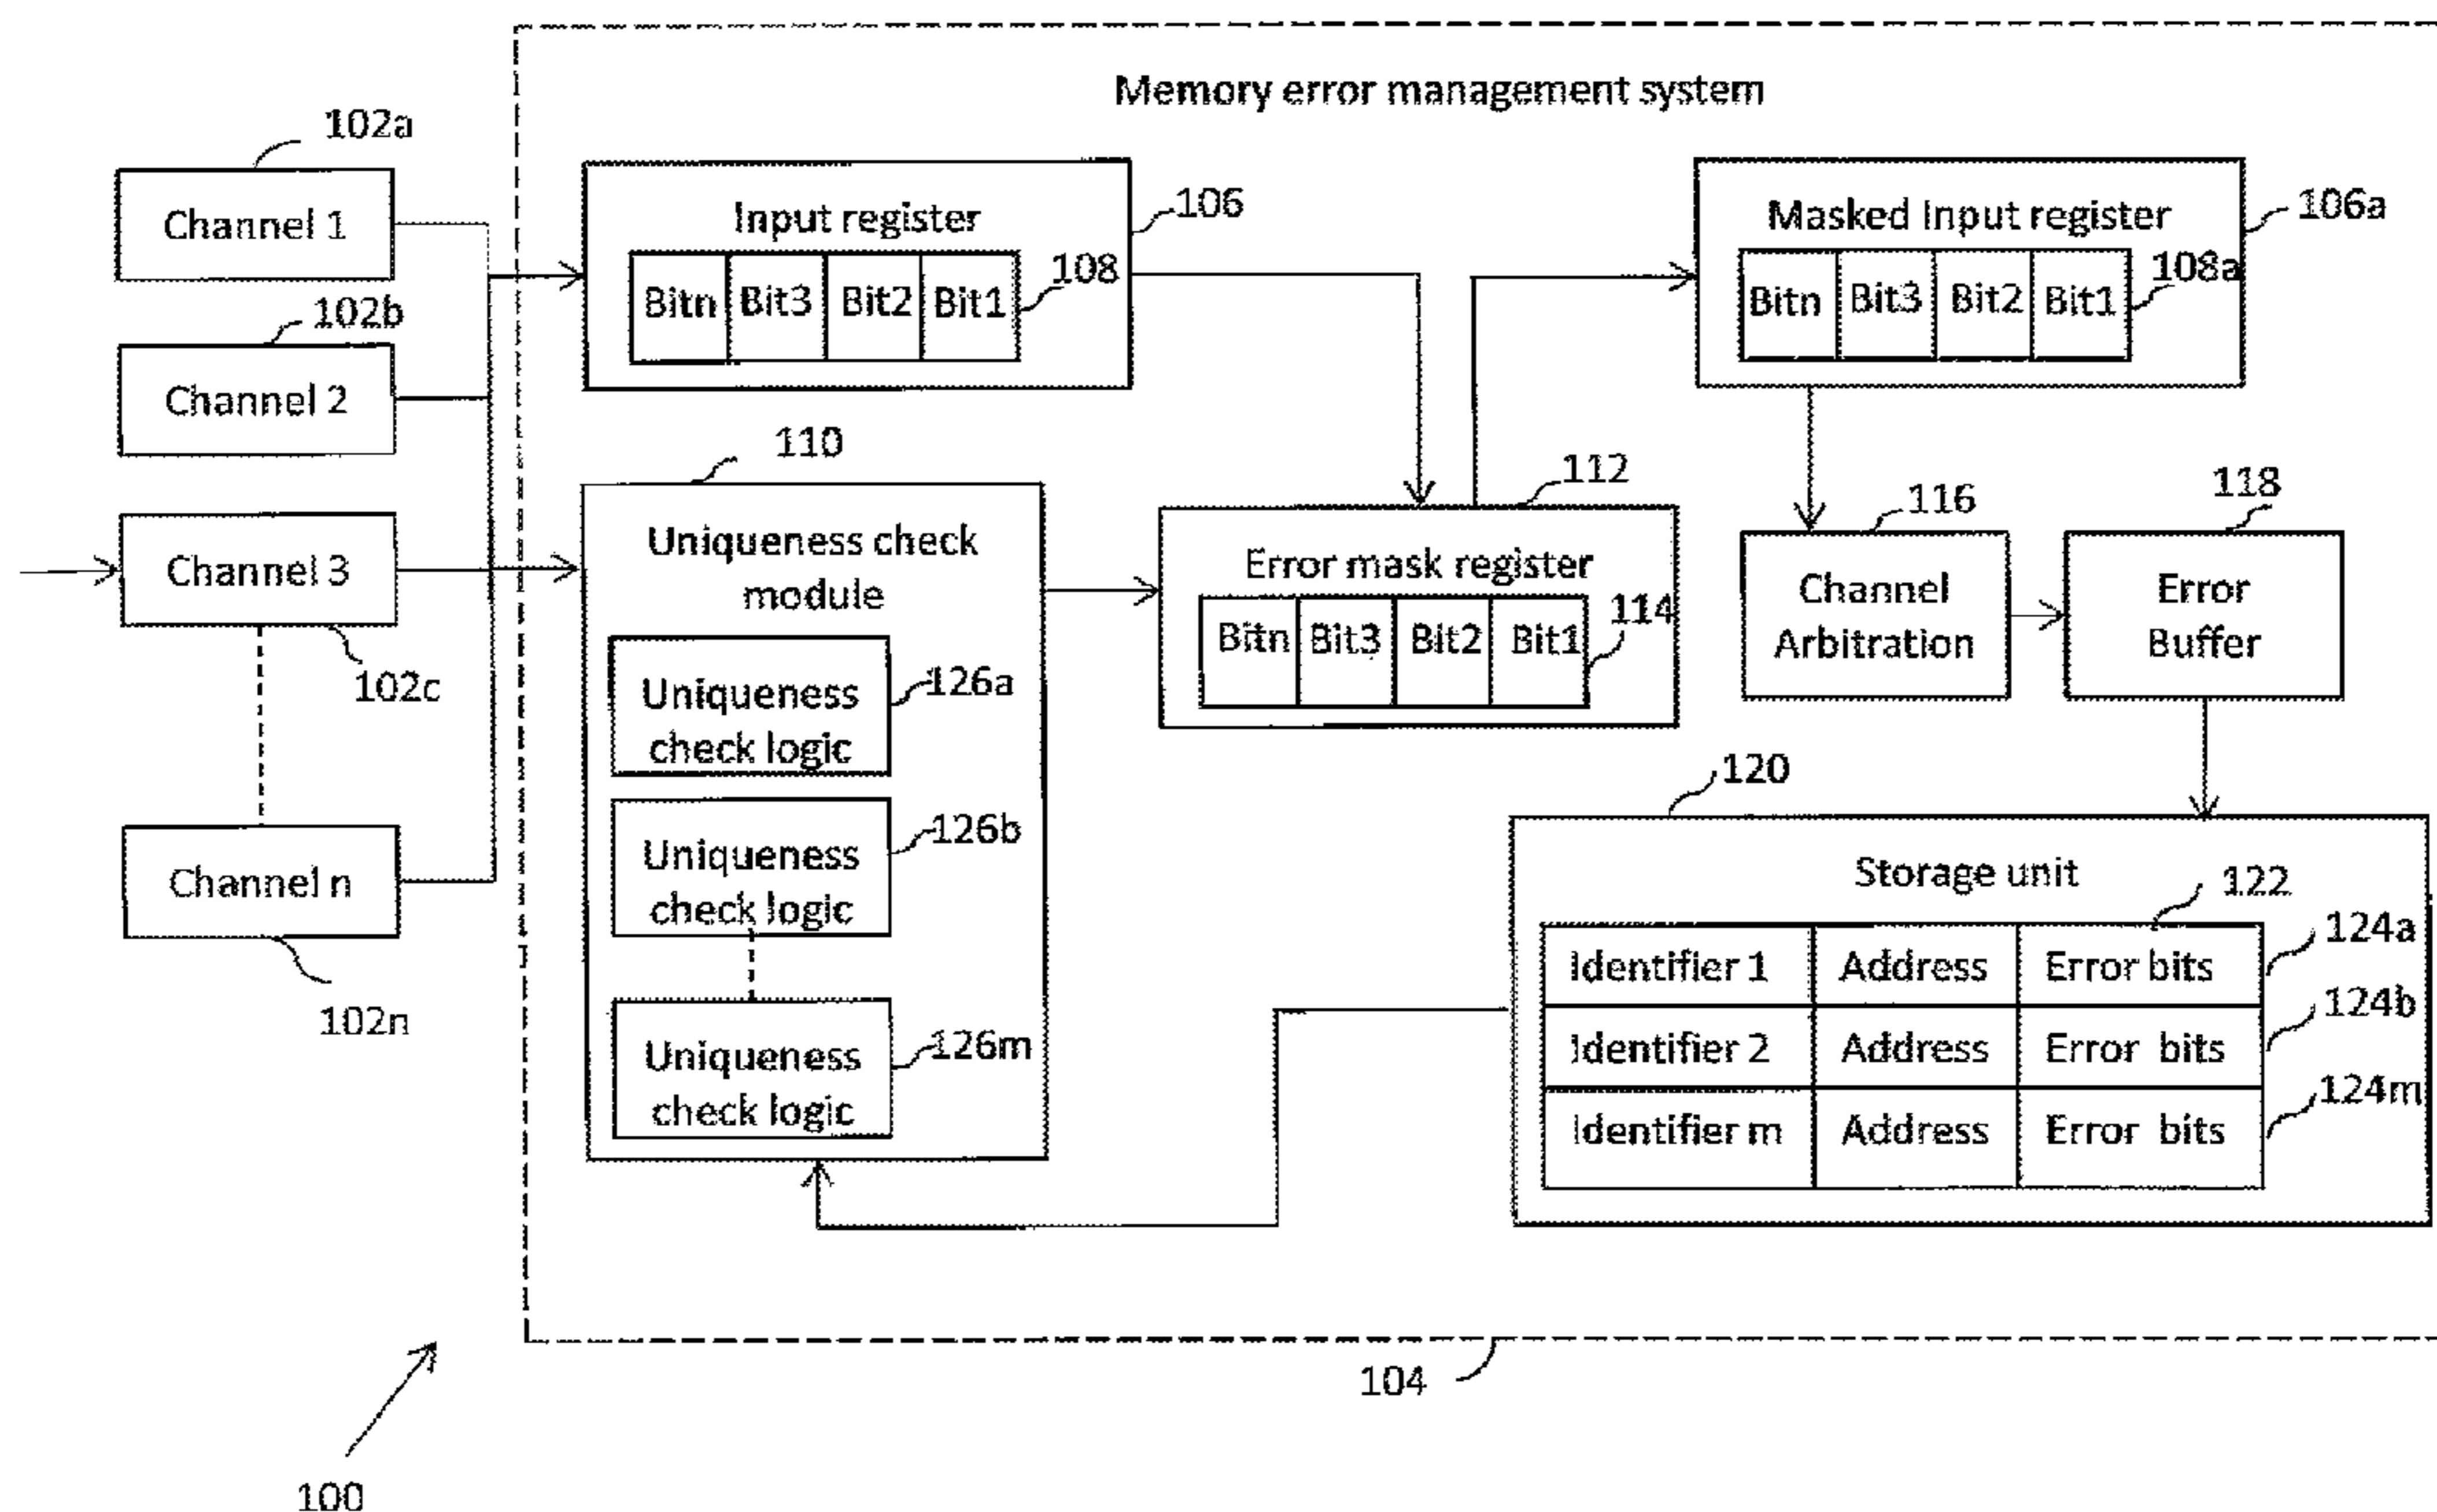 Memory error management system
102a
Channel 1
102b
Channel 2
Channel 3
102c
Channel n
102n
106
Input register
108
Bitn Bit3 Bit2 Bit1
106a
Masked Input register
108a
Bitn Bit3 Bit2 Bit1
110
Uniqueness check
module
126a
Uniqueness
check logic
126b
Uniqueness
check logic
126m
Uniqueness
check logic
112
Error mask register
114
Bitn Bit3 Bit2 Bit1
116
Channel
Arbitration
118
Error
Buffer
120
Storage unit
122
Identifier 1 Address Error bits
124a
Identifier 2 Address Error bits
124b
Identifier m Address Error bits
124m
104
100